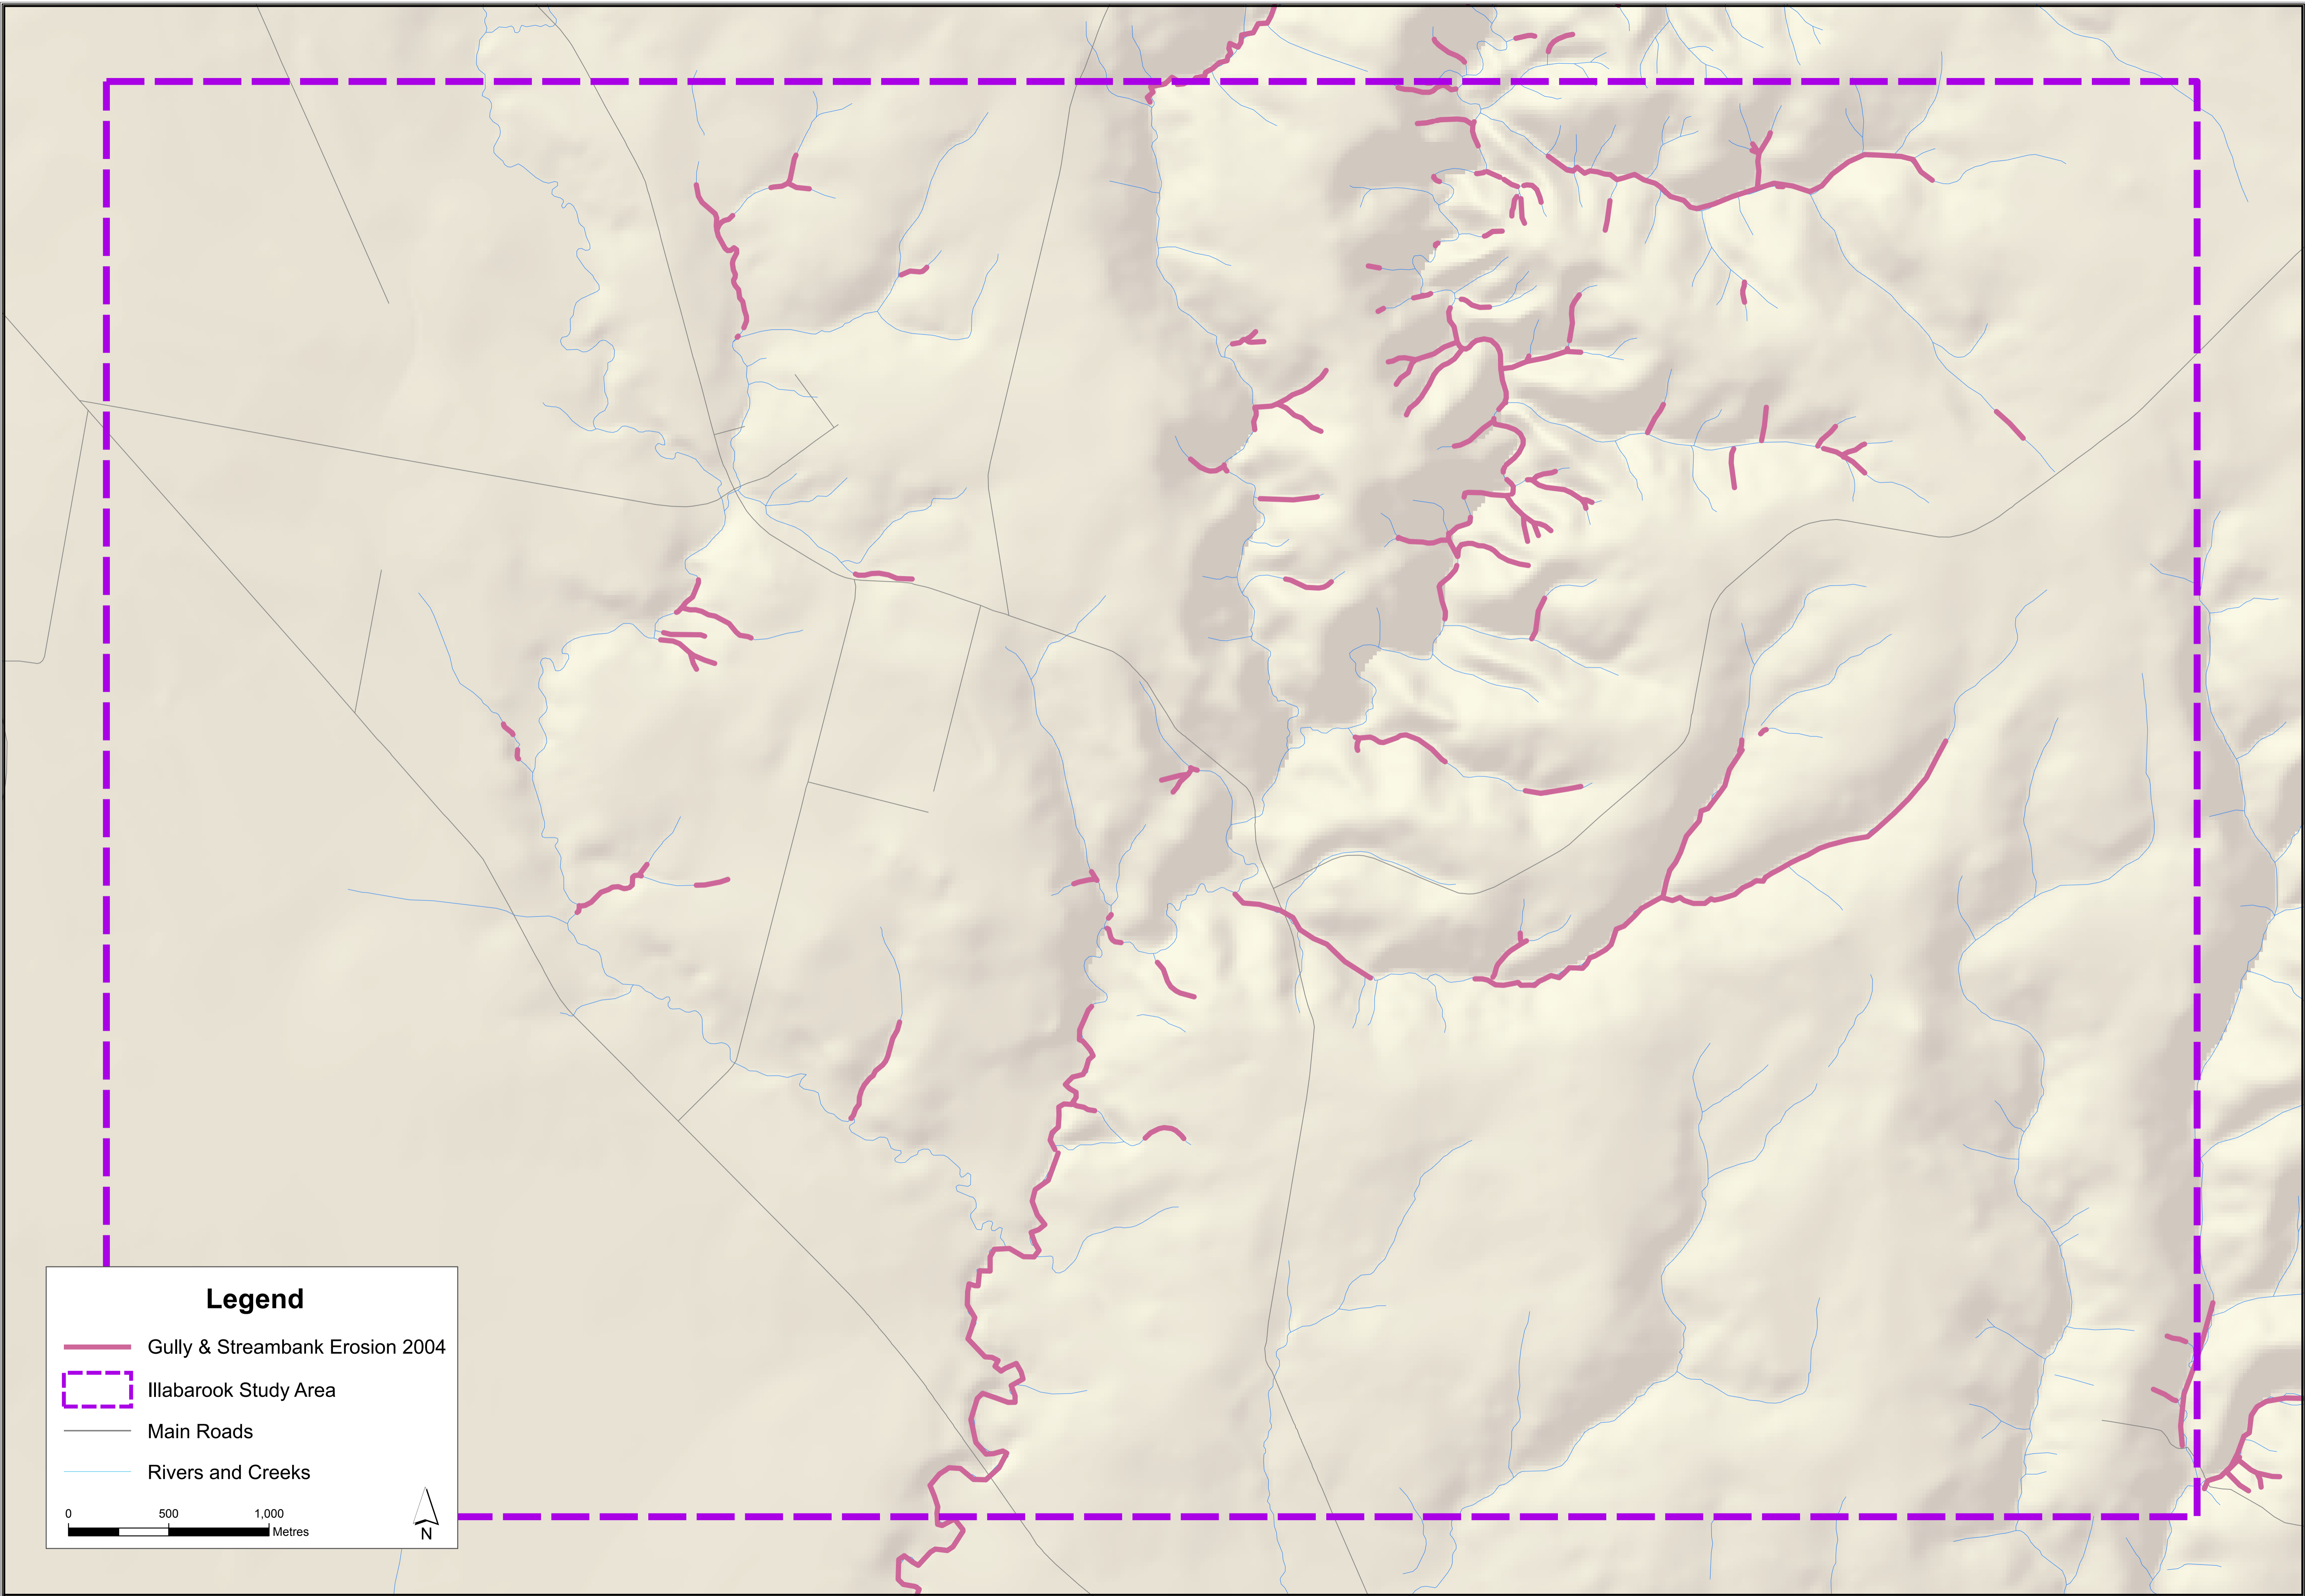 Legend
Gully & Streambank Erosion 2004
Illabarook Study Area
Main Roads
Rivers and Creeks
0 500 1,000
Metres
N